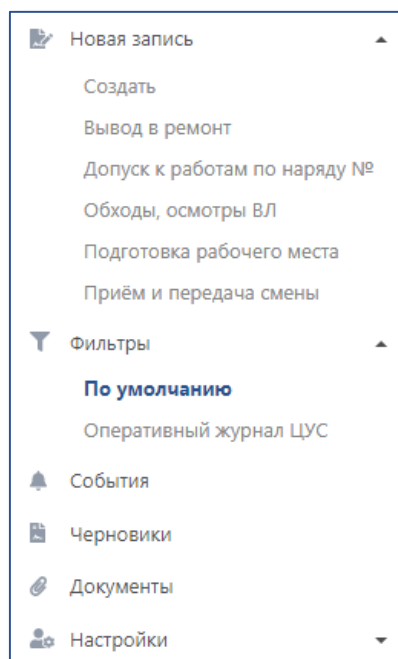 Новая запись
Создать
Вывод в ремонт
Допуск к работам по наряду №
Обходы, осмотры ВЛ
Подготовка рабочего места
Приём и передача смены
Фильтры
По умолчанию
Оперативный журнал ЦУС
События
Черновики
Документы
Настройки